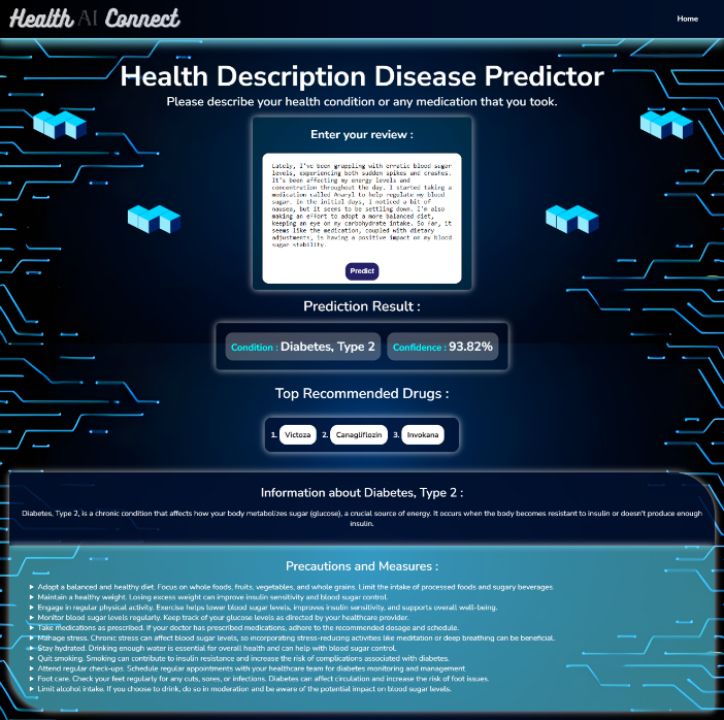 Health AI Connect
Home
Health Description Disease Predictor
Please describe your health condition or any medication that you took.
Enter your review :
Lately, I've been grappling with erratic blood sugar
levels, experiencing both sudden spikes and crashes.
It's been affecting my energy levels and
concentration throughout the day. I started taking a
medication called Amaryl to help regulate my blood
sugar. In the initial days, I noticed a bit of
nausea, but it seems to be settling down. I'm also
making an effort to adopt a more balanced diet,
keeping an eye on my carbohydrate intake. So far, it
seems like the medication, coupled with dietary
adjustments, is having a positive impact on my blood
sugar stability.
Predict
Prediction Result :
Condition : Diabetes, Type 2 Confidence : 93.82%
Top Recommended Drugs :
1. Victoza 2. Canagliflozin 3. Invokana
Information about Diabetes, Type 2 :
Diabetes, Type 2, is a chronic condition that affects how your body metabolizes sugar (glucose), a crucial source of energy. It occurs when the body becomes resistant to insulin or doesn't produce enough
insulin.
Precautions and Measures :
Adopt a balanced and healthy diet. Focus on whole foods, fruits, vegetables, and whole grains. Limit the intake of processed foods and sugary beverages.
Maintain a healthy weight. Losing excess weight can improve insulin sensitivity and blood sugar control.
Engage in regular physical activity. Exercise helps lower blood sugar levels, improves insulin sensitivity, and supports overall well-being.
Monitor blood sugar levels regularly. Keep track of your glucose levels as directed by your healthcare provider.
Take medications as prescribed. If your doctor has prescribed medications, adhere to the recommended dosage and schedule.
Manage stress. Chronic stress can affect blood sugar levels, so incorporating stress-reducing activities like meditation or deep breathing can be beneficial.
Stay hydrated. Drinking enough water is essential for overall health and can help with blood sugar control.
Quit smoking. Smoking can contribute to insulin resistance and increase the risk of complications associated with diabetes.
Attend regular check-ups. Schedule regular appointments with your healthcare team for diabetes monitoring and management.
Foot care. Check your feet regularly for any cuts, sores, or infections. Diabetes can affect circulation and increase the risk of foot issues.
Limit alcohol intake. If you choose to drink, do so in moderation and be aware of the potential impact on blood sugar levels.